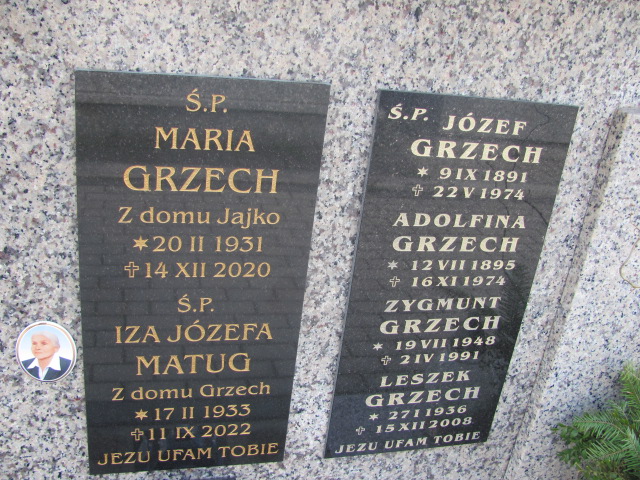 Ś.P.
MARIA
GRZECH
Z domu Jajko
✶20 II 1931
✝14 XII 2020
Ś.P.
IZA JÓZEFA
MATUG
Z domu Grzech
✶17 II 1933
✝11 IX 2022
JEZU UFAM TOBIE
Ś.P. JÓZEF
GRZECH
✶ 9 IX 1891
✝ 22 V 1974
ADOLFINA
GRZECH
✶ 12 VII 1895
✝ 16 XI 1974
ZYGMUNT
GRZECH
✶ 19 VII 1948
✝ 2 IV 1991
LESZEK
GRZECH
✶ 27 I 1936
✝ 15 XII 2008
JEZU UFAM TOBIE